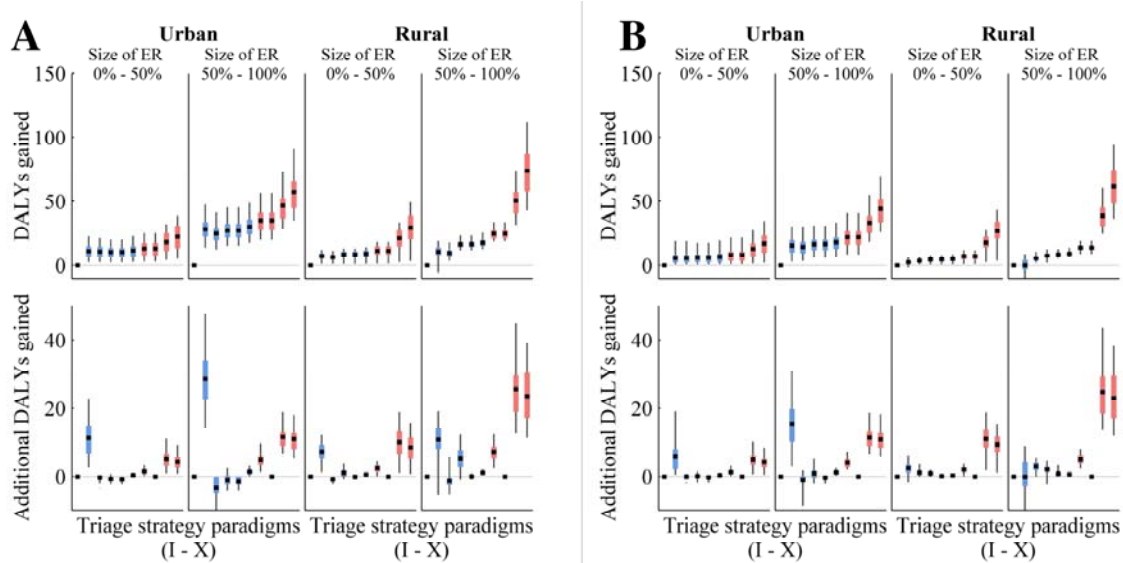 A
Urban
Rural
Size of ER
0% - 50%
Size of ER
50% - 100%
Size of ER
0% - 50%
Size of ER
50% - 100%
DALYs gained
150
100
50
0
Additional DALYs gained
40
20
0
Triage strategy paradigms
(I - X)
Triage strategy paradigms
(I - X)
B
Urban
Rural
Size of ER
0% - 50%
Size of ER
50% - 100%
Size of ER
0% - 50%
Size of ER
50% - 100%
DALYs gained
150
100
50
0
Additional DALYs gained
40
20
0
Triage strategy paradigms
(I - X)
Triage strategy paradigms
(I - X)